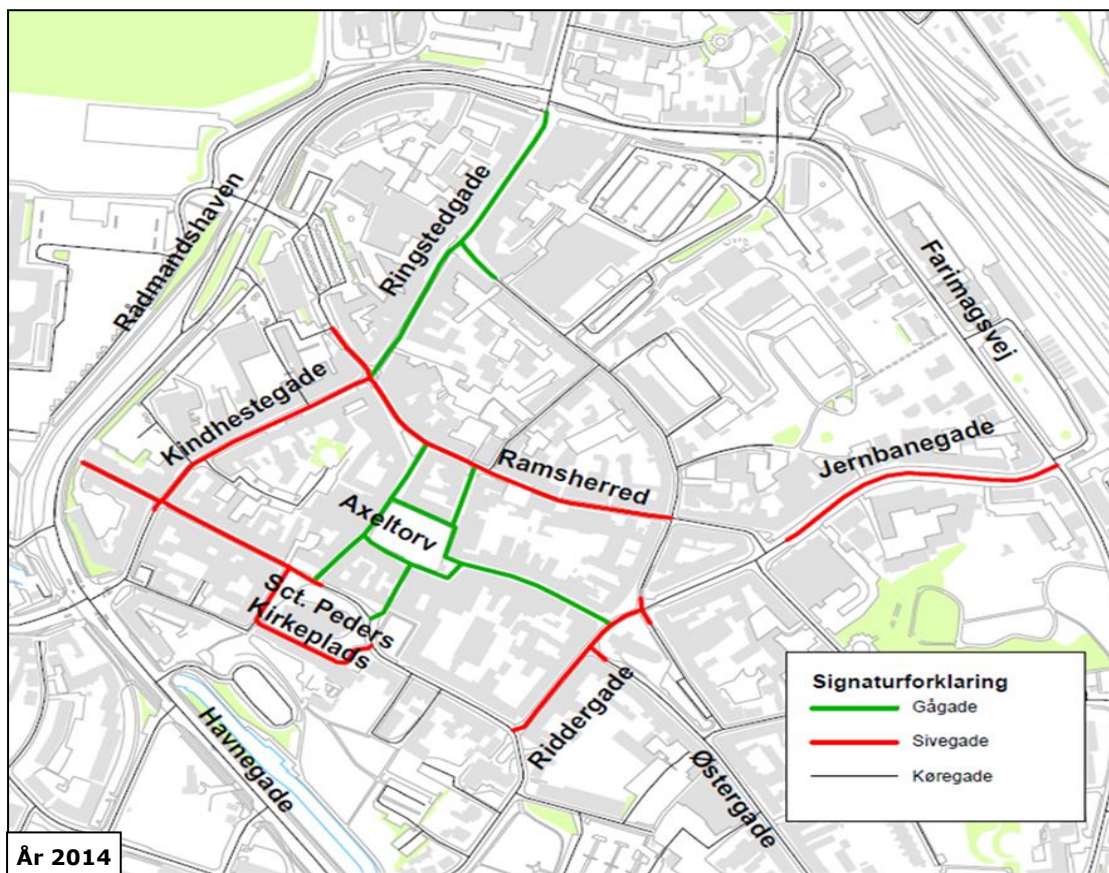 Ringstedgade
Rådmandshaven
Farimagsvej
Kindhestegade
Ramsherred
Jernbanegade
Axeltorv
Sct. Peders
Kirkeplads
Riddergade
Havnegade
Østergade
Signaturforklaring
Gågade
Sivegade
Køregade
År 2014